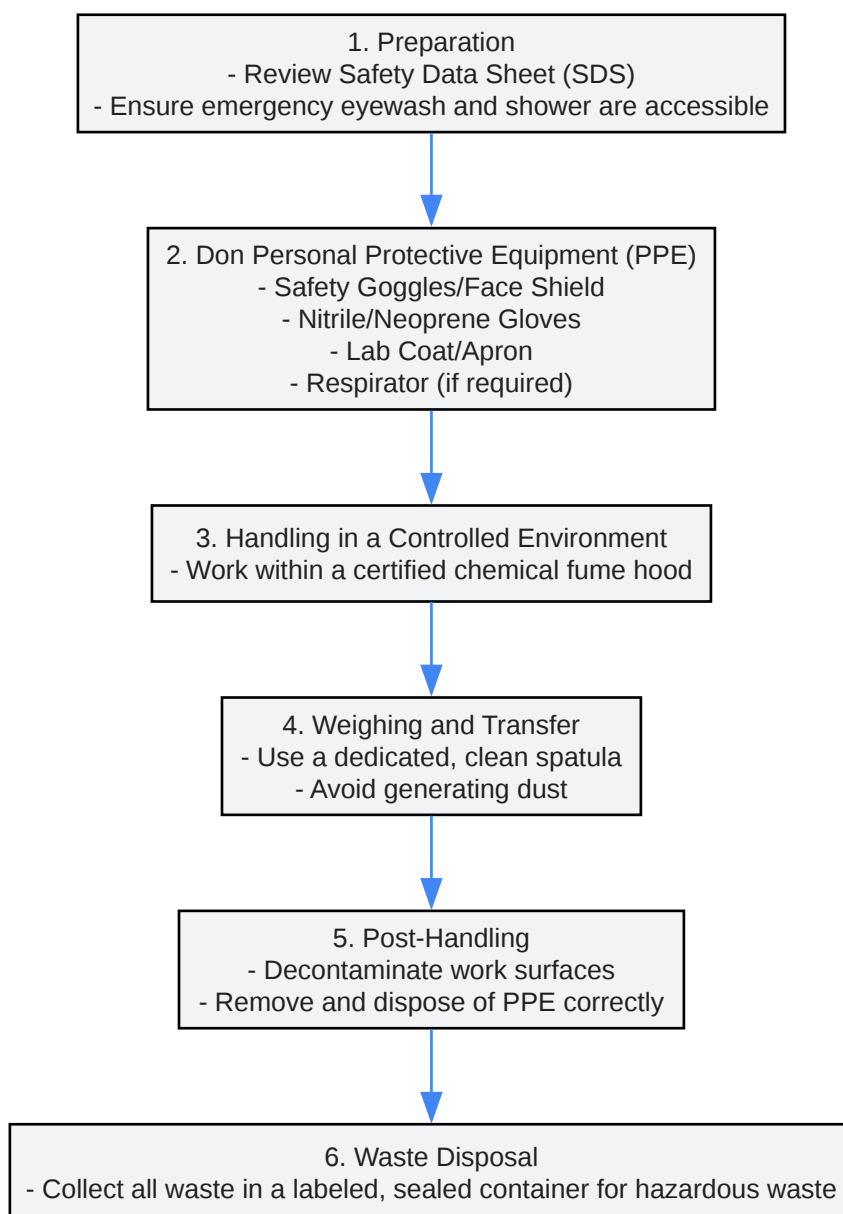 1. Preparation
- Review Safety Data Sheet (SDS)
- Ensure emergency eyewash and shower are accessible
2. Don Personal Protective Equipment (PPE)
- Safety Goggles/Face Shield
- Nitrile/Neoprene Gloves
- Lab Coat/Apron
- Respirator (if required)
3. Handling in a Controlled Environment
- Work within a certified chemical fume hood
4. Weighing and Transfer
- Use a dedicated, clean spatula
- Avoid generating dust
5. Post-Handling
- Decontaminate work surfaces
- Remove and dispose of PPE correctly
6. Waste Disposal
- Collect all waste in a labeled, sealed container for hazardous waste